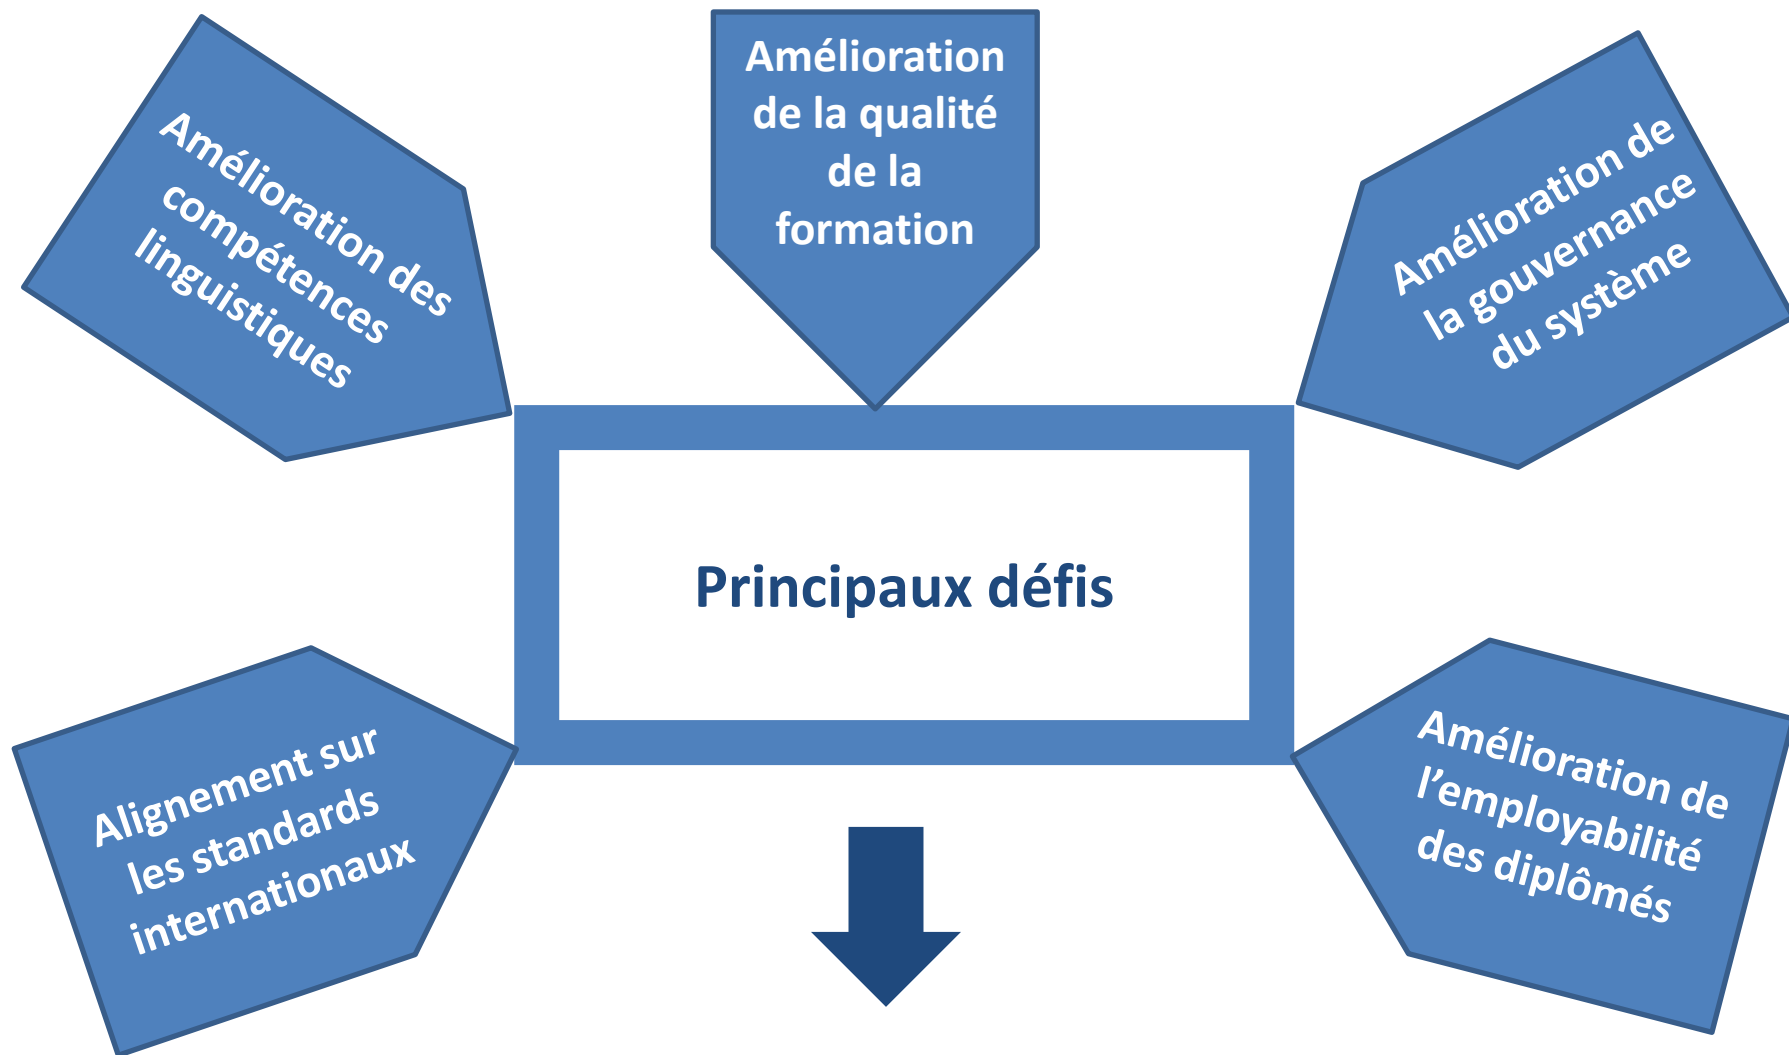 Amélioration des
compétences
linguistiques
Amélioration
de la qualité
de la
formation
Amélioration de
la gouvernance
du système
Principaux défis
Alignement sur
les standards
internationaux
Amélioration de
l’employabilité
des diplômés